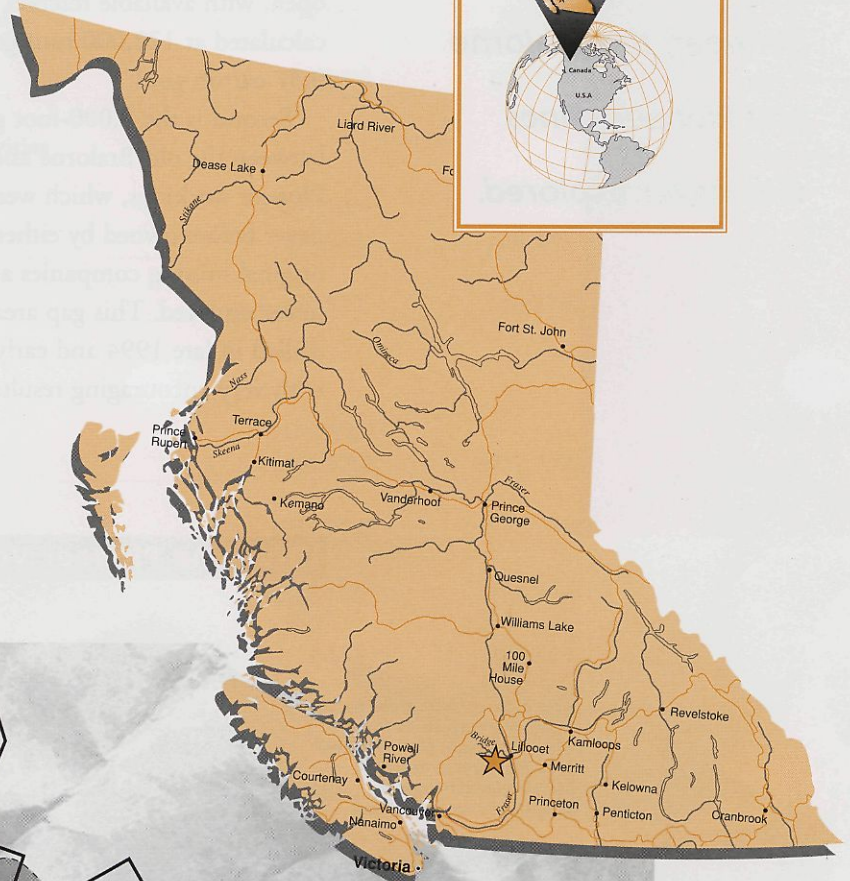 Canada
U.S.A
Liard River
Dease Lake
Stikane
Fort St. John
Omineca
Nass
Terrace
Prince
Rupert
Skeena
Kitimat
Kemano
Vanderhoof
Fraser
Prince
George
Quesnel
Williams Lake
100
Mile
House
Revelstoke
Bridge
Lillooet
Kamloops
Powell
River
Merritt
Courtenay
Kelowna
Fraser
Princeton
Penticton
Cranbrook
Vancouver
Nanaimo
Victoria